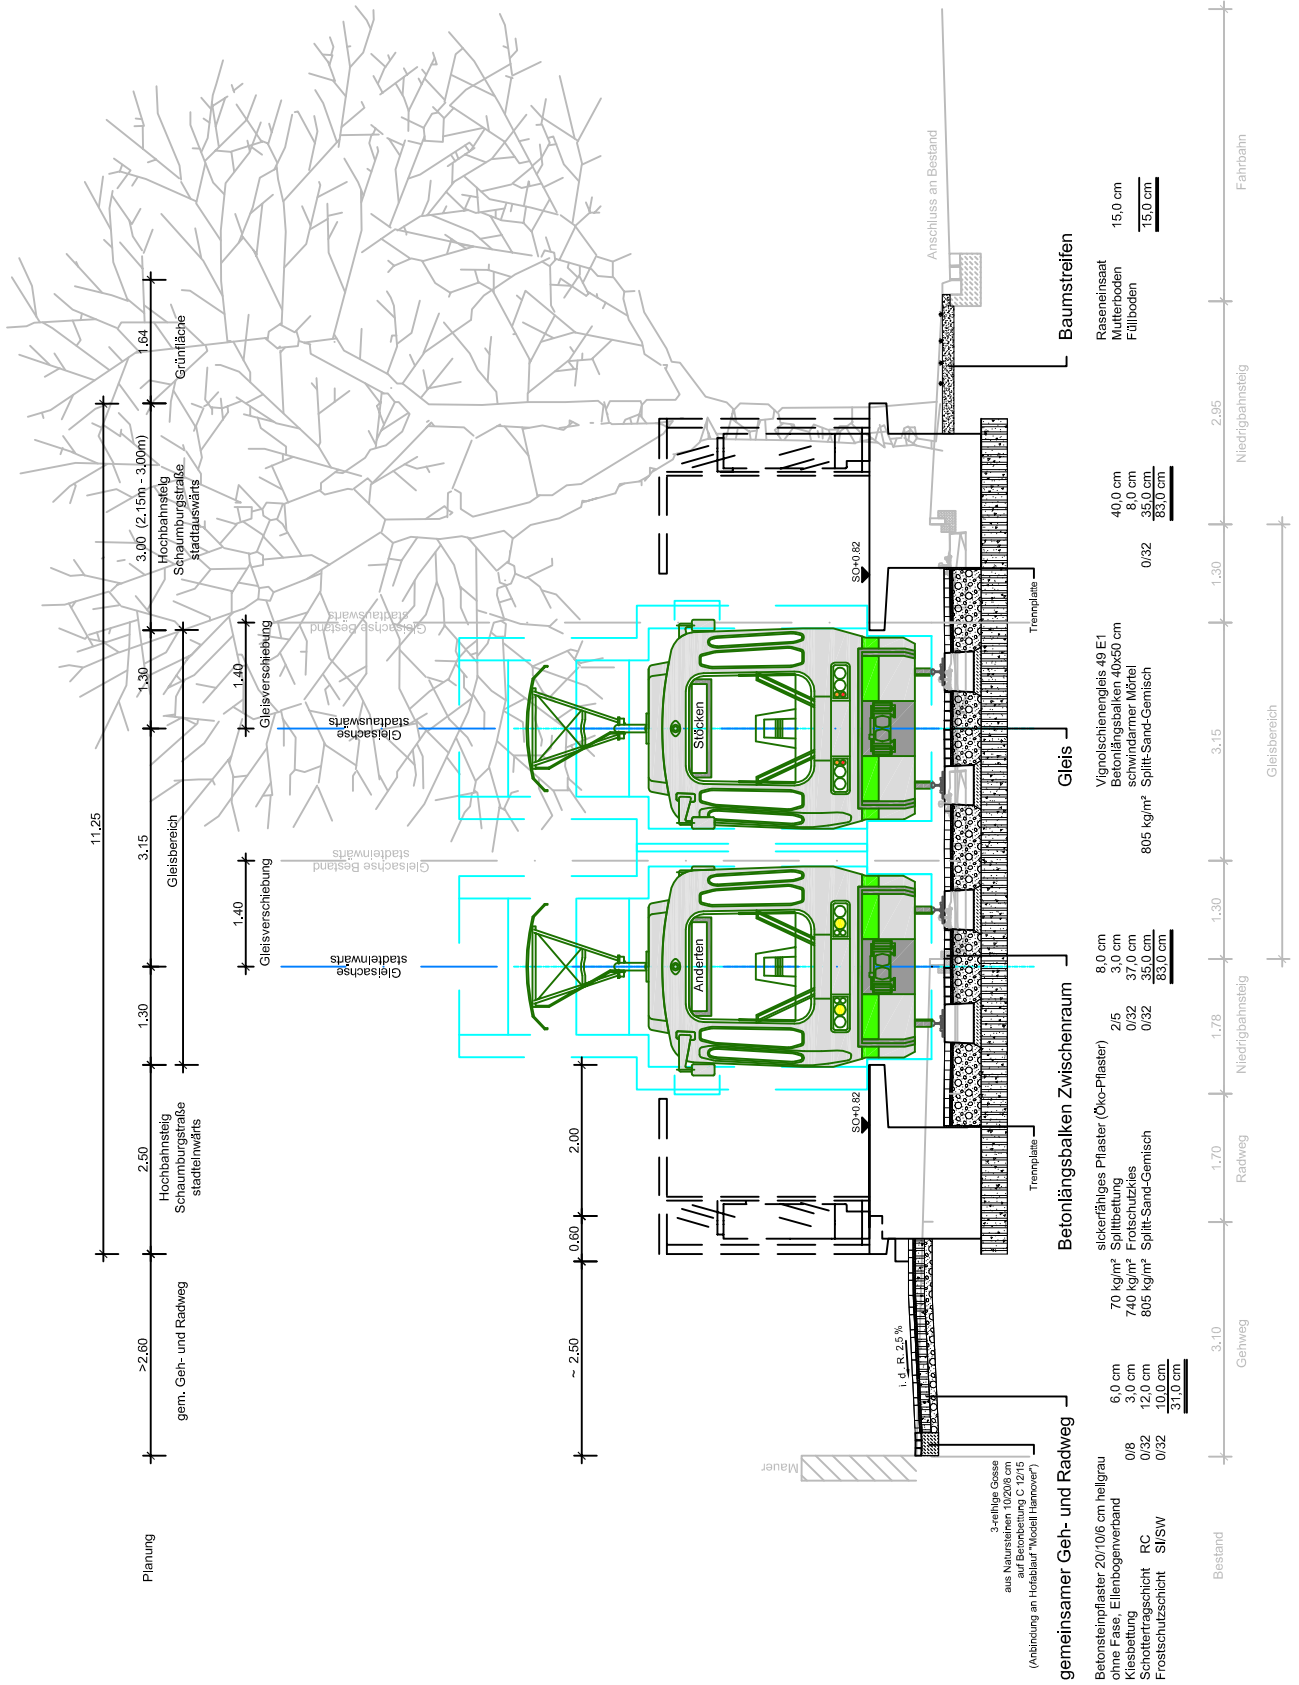 Planung
11.25
>2.60
2.50
1.30
3.15
1.30
3.00 (2.15m - 3.00m)
1.64
gem. Geh- und Radweg
Hochbahnsteig
Schaumburgstraße
stadteinwärts
Gleisbereich
Hochbahnsteig
Schaumburgstraße
stadtauswärts
Grünfläche
1.40
Gleisverschiebung
1.40
Gleisverschiebung
Gleisachse
stadteinwärts
Gleisachse Bestand
stadteinwärts
Gleisachse
stadtauswärts
Gleisachse Bestand
stadtauswärts
~ 2.50
0.60
2.00
Anderten
Stöcken
SO+0.82
SO+0.82
Mauer
i. d. R. 2,5 %
Anschluss an Bestand
Trennplatte
Trennplatte
3-reihige Gosse
aus Natursteinen 10/20/8 cm
auf Betonbettung C 12/15
(Anbindung an Hofablauf "Modell Hannover")
gemeinsamer Geh- und Radweg
Betonsteinpflaster 20/10/6 cm hellgrau
ohne Fase, Ellenbogenverband 6,0 cm
Kiesbettung 0/8 3,0 cm
Schottertragschicht RC 0/32 12,0 cm
Frostschutzschicht SI/SW 0/32 10,0 cm
31,0 cm
Betonlängsbalken Zwischenraum
sickerfähiges Pflaster (Öko-Pflaster) 8,0 cm
70 kg/m² Splittbettung 2/5 3,0 cm
740 kg/m² Frotschutzkies 0/32 37,0 cm
805 kg/m² Splitt-Sand-Gemisch 0/32 35,0 cm
83,0 cm
Gleis
Vignolschienengleis 49 E1
Betonlängsbalken 40x50 cm 40,0 cm
schwindarmer Mörtel 8,0 cm
805 kg/m² Splitt-Sand-Gemisch 0/32 35,0 cm
83,0 cm
Baumstreifen
Raseneinsaat
Mutterboden 15,0 cm
Füllboden
15,0 cm
Bestand
3.10
1.70
1.78
1.30
3.15
1.30
2.95
Gehweg
Radweg
Niedrigbahnsteig
Niedrigbahnsteig
Fahrbahn
Gleisbereich